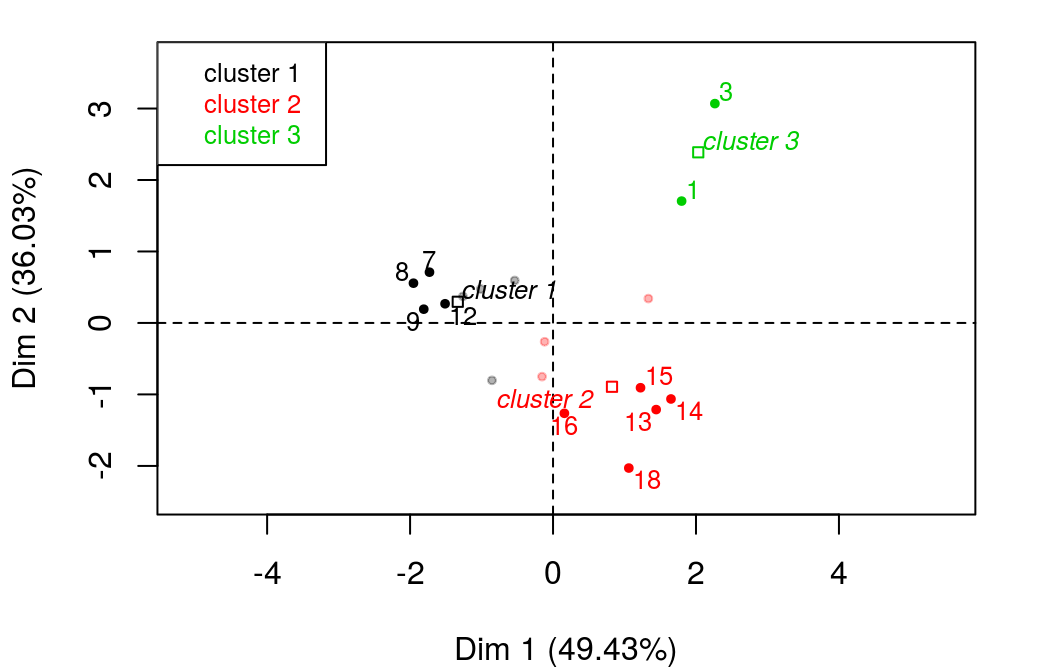 cluster 1
cluster 2
cluster 3
3
cluster 3
1
7
8
cluster 1
9
12
15
cluster 2
14
13
16
18
3
2
1
0
-1
-2
Dim 2 (36.03%)
-4
-2
0
2
4
Dim 1 (49.43%)